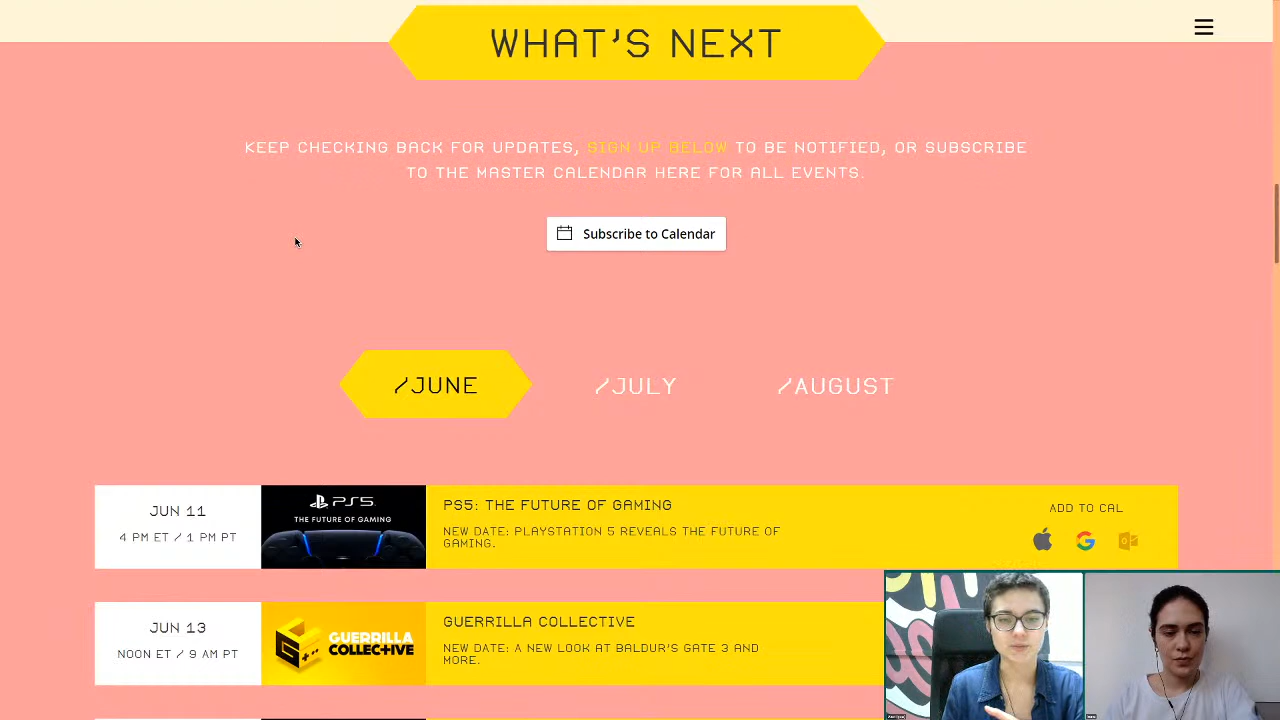 WHAT'S NEXT
KEEP CHECKING BACK FOR UPDATES, SIGN UP BELOW TO BE NOTIFIED, OR SUBSCRIBE
TO THE MASTER CALENDAR HERE FOR ALL EVENTS.
Subscribe to Calendar
/JUNE
/JULY
/AUGUST
JUN 11
4 PM ET / 1 PM PT
PS5
THE FUTURE OF GAMING
PS5: THE FUTURE OF GAMING
NEW DATE: PLAYSTATION 5 REVEALS THE FUTURE OF
GAMING.
ADD TO CAL
JUN 13
NOON ET / 9 AM PT
GUERRILLA
COLLECTIVE
GUERRILLA COLLECTIVE
NEW DATE: A NEW LOOK AT BALDUR'S GATE 3 AND
MORE.